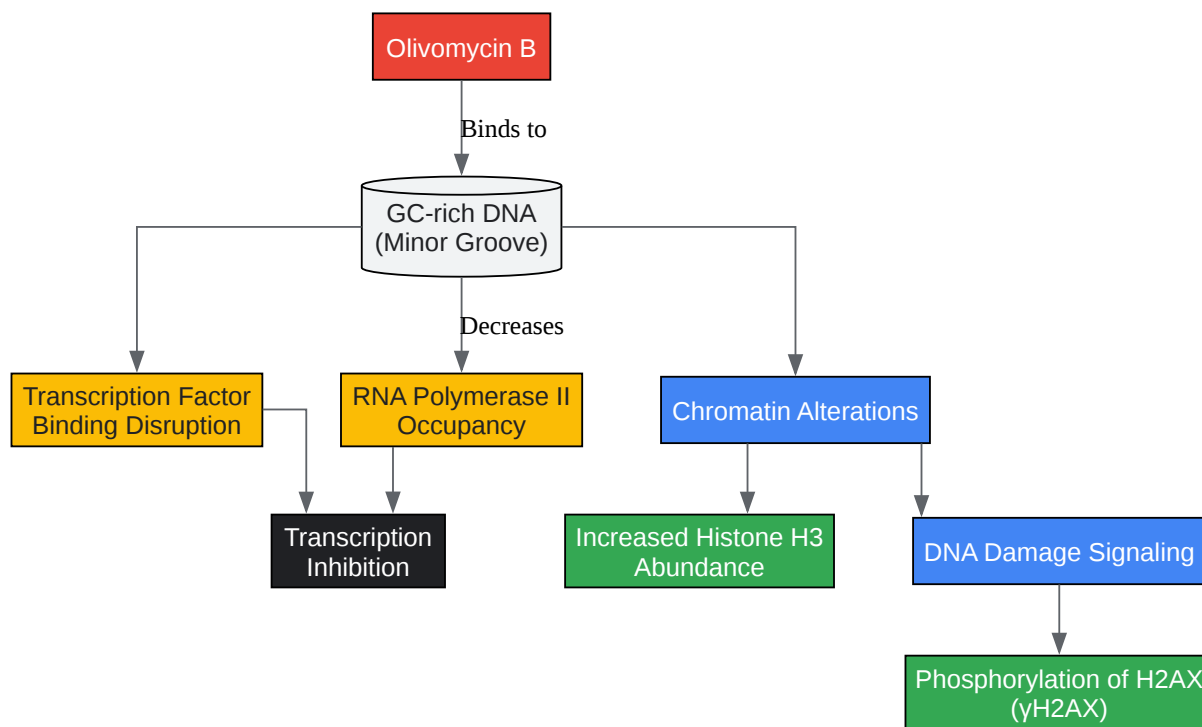 Olivomycin B
Binds to
GC-rich DNA
(Minor Groove)
Decreases
Transcription Factor
Binding Disruption
RNA Polymerase II
Occupancy
Chromatin Alterations
Transcription
Inhibition
Increased Histone H3
Abundance
DNA Damage Signaling
Phosphorylation of H2AX
(γH2AX)